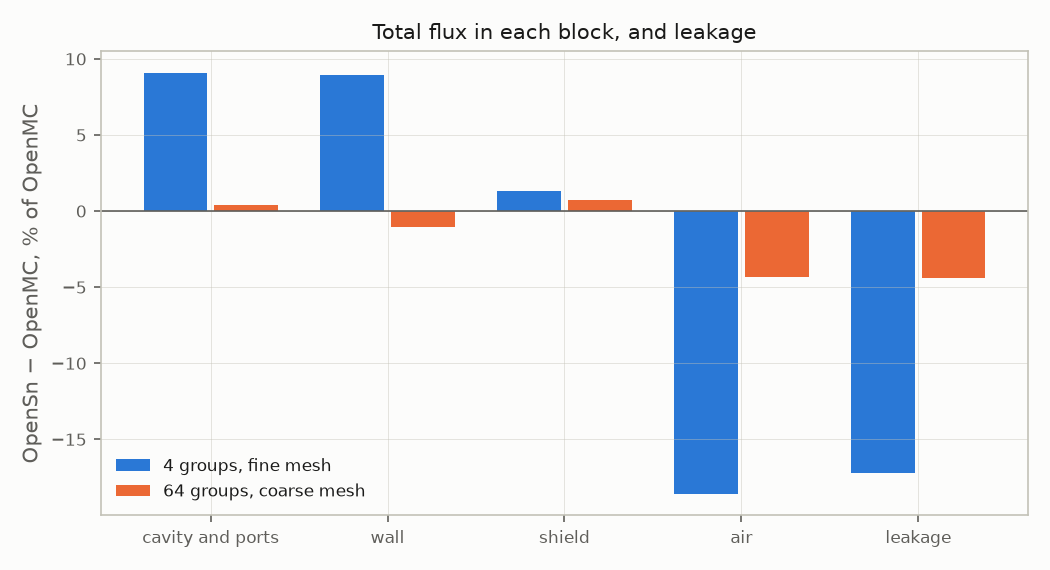 Total flux in each block, and leakage
OpenSn − OpenMC, % of OpenMC
10
5
0
−5
−10
−15
4 groups, fine mesh
64 groups, coarse mesh
cavity and ports
wall
shield
air
leakage